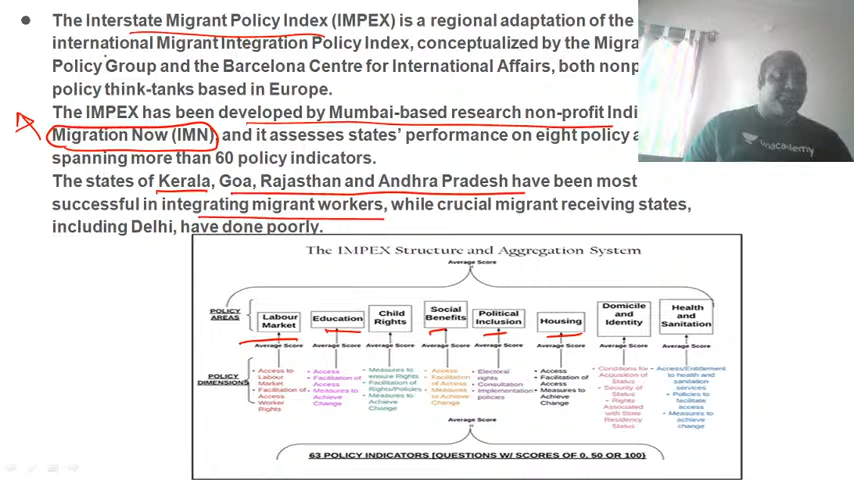 The Interstate Migrant Policy Index (IMPEX) is a regional adaptation of the
international Migrant Integration Policy Index, conceptualized by the Migra
Policy Group and the Barcelona Centre for International Affairs, both nonp
policy think-tanks based in Europe.
The IMPEX has been developed by Mumbai-based research non-profit Indi
Migration Now (IMN), and it assesses states' performance on eight policy a
spanning more than 60 policy indicators.
The states of Kerala, Goa, Rajasthan and Andhra Pradesh have been most
successful in integrating migrant workers, while crucial migrant receiving states,
including Delhi, have done poorly.
unacademy
The IMPEX Structure and Aggregation System
Average Score
POLICY
AREAS
Labour
Market
Education
Child
Rights
Social
Benefits
Political
Inclusion
Housing
Domicile
and
Identity
Health
and
Sanitation
Average Score
Average Score
Average Score
Average Score
Average Score
Average Score
Average Score
Average Score
POLICY
DIMENSIONS
• Access to
Labour
Market
• Facilitation of
Access
• Worker
Rights
• Access
• Facilitation of
Access
• Measures to
Achieve
Change
• Measures to
ensure Rights
• Facilitation of
Rights/Policies
• Measures to
Achieve
Change
• Access
• Facilitation
of Access
• Measures
to Achieve
Change
• Electoral
rights
• Consultation
• Implementation
policies
• Access
• Facilitation of
Access
• Measures to
Achieve
Change
• Conditions for
Acquisition of
Status
• Security of
Status
• Rights
Associated
with State
Residency
Status
• Access/Entitlement
to health and
sanitation
services
• Policies to
facilitate
access
• Measures to
achieve
change
Average Score
63 POLICY INDICATORS [QUESTIONS W/ SCORES OF 0, 50 OR 100)